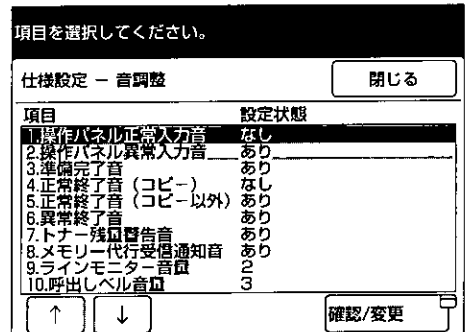 項目を選択してください。
仕様設定 － 音調整
閉じる
項目 設定状態
1.操作パネル正常入力音 なし
2.操作パネル異常入力音 あり
3.準備完了音 あり
4.正常終了音（コピー） なし
5.正常終了音（コピー以外） あり
6.異常終了音 あり
7.トナー残量警告音 あり
8.メモリー代行受信通知音 あり
9.ラインモニター音量 2
10.呼出しベル音量 3
↑ ↓ 確認/変更